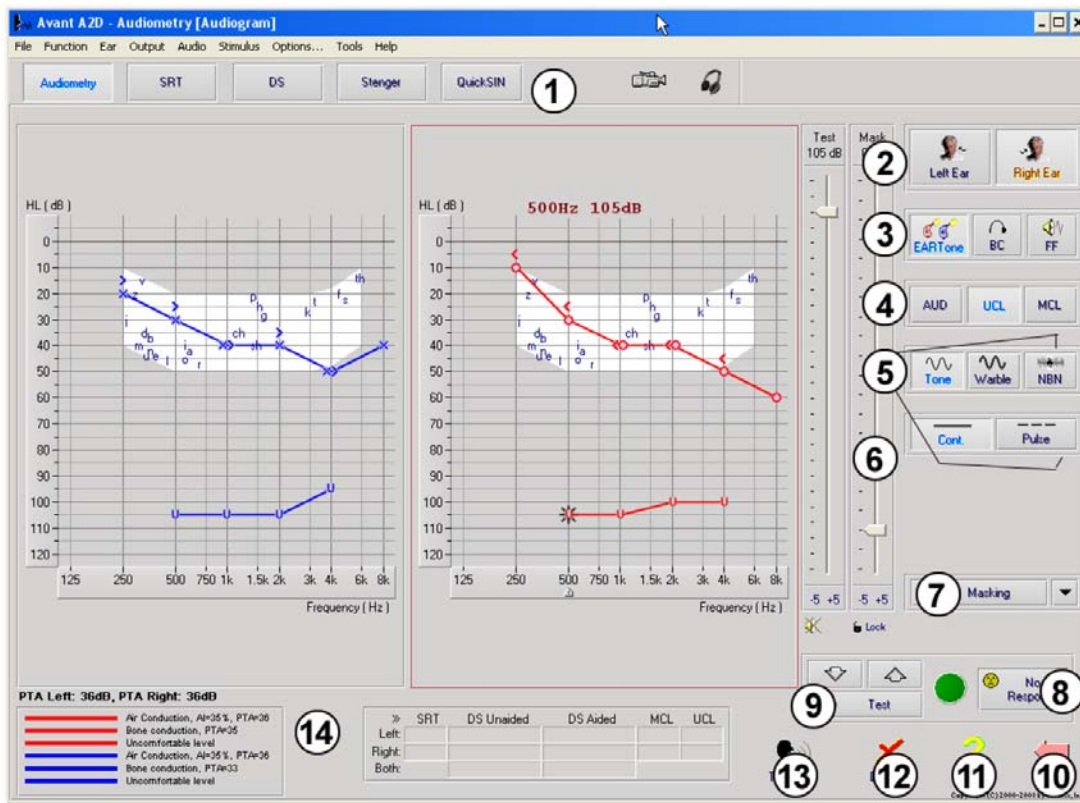 Avant A2D - Audiometry [Audiogram]
File Function Ear Output Audio Stimulus Options... Tools Help
Audiometry SRT DS Stenger QuickSIN 1
Test Mask
105 dB
2 Left Ear Right Ear
HL ( dB ) HL ( dB ) 500Hz 105dB
3 EARTone BC FF
4 AUD UCL MCL
5 Tone Warble NBN
Cont. Pulse
6
0 0
10 10
20 20
30 30
40 40
50 50
60 60
70 70
80 80
90 90
100 100
110 110
120 120
v z i d b m e l i a o r p h g ch sh k t f s th
v z i d b m e l i a o r p h g ch sh k t f s th
125 250 500 750 1k 1.5k 2k 3k 4k 6k 8k
125 250 500 750 1k 1.5k 2k 3k 4k 6k 8k
Frequency ( Hz ) Frequency ( Hz )
-5 +5 -5 +5
7 Masking
Lock
PTA Left: 36dB, PTA Right: 36dB
Air Conduction, AI=35%, PTA=36
Bone conduction, PTA=35
Uncomfortable level
Air Conduction, AI=35%, PTA=36
Bone conduction, PTA=33
Uncomfortable level
14
» SRT DS Unaided DS Aided MCL UCL
Left:
Right:
Both:
9 Test
No 8
13 12 11 10